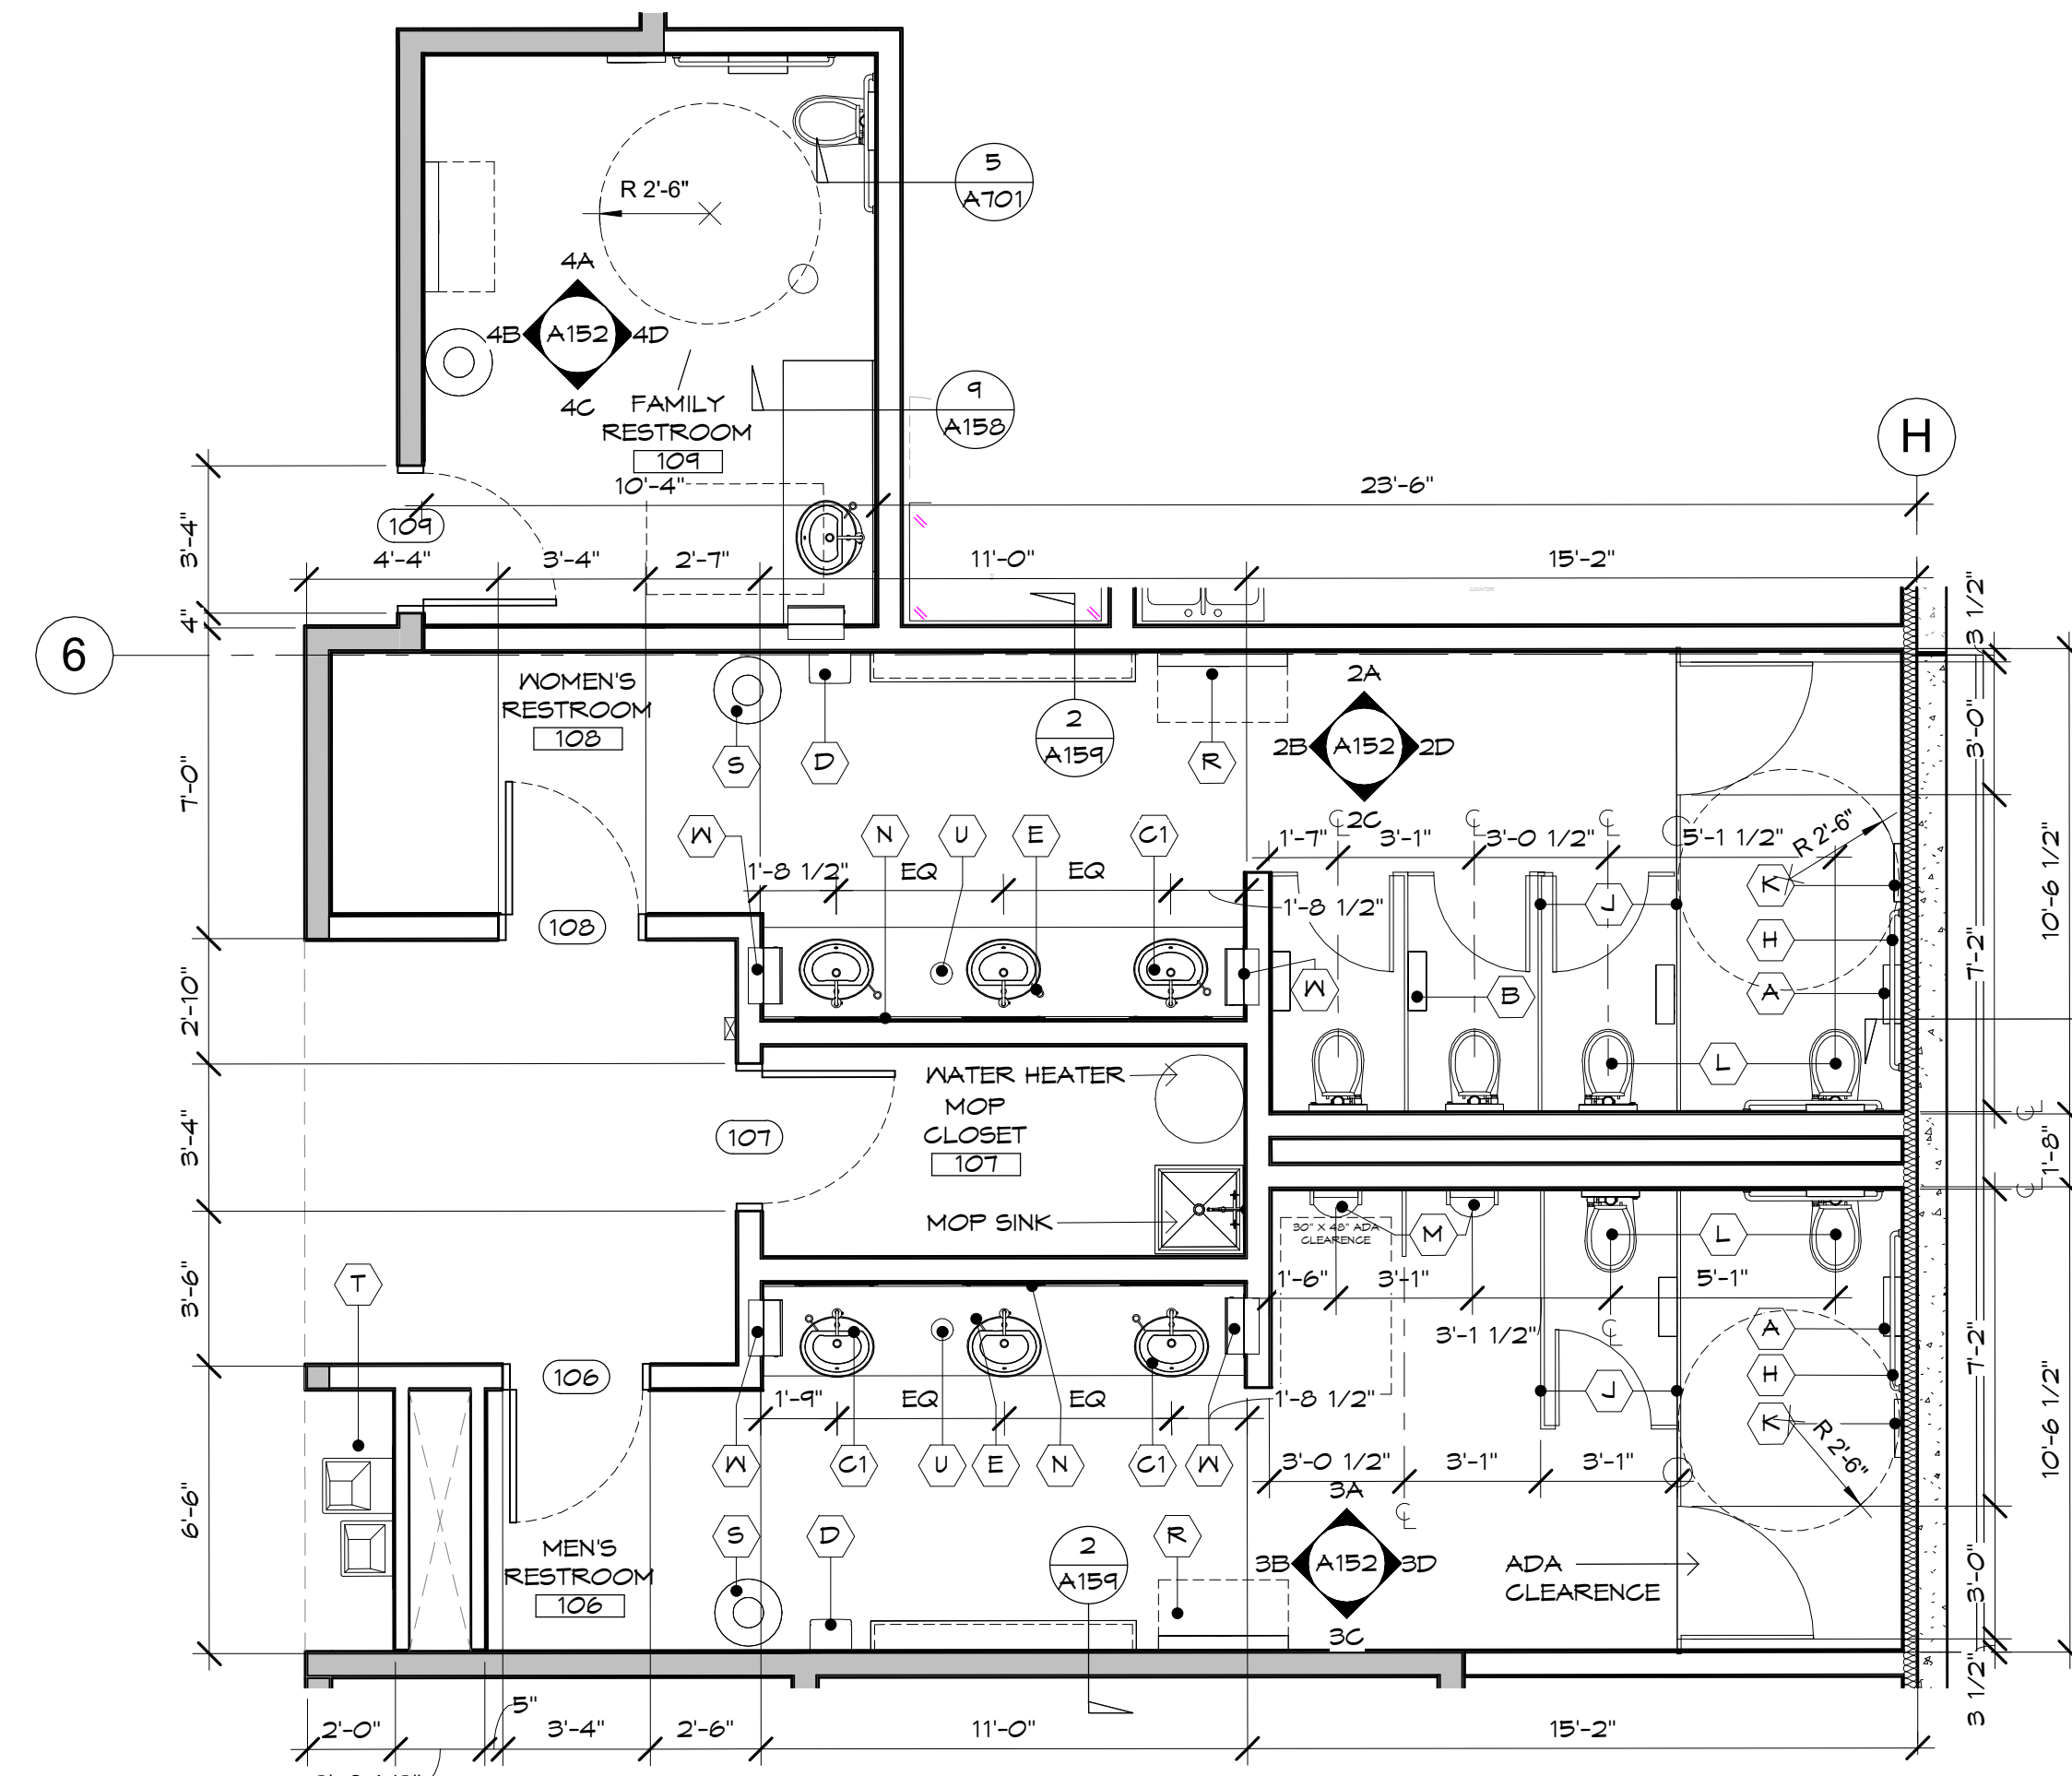 5
A701
R 2'-6"
4A
4B
A152
4D
4C
FAMILY
RESTROOM
109
9
A158
H
10'-4"
23'-6"
109
3'-4"
4'-4"
3'-4"
2'-7"
11'-0"
15'-2"
4"
3 1/2"
6
WOMEN'S
RESTROOM
108
S
D
2
A159
R
2A
2B
A152
2D
2C
3'-0"
7'-0"
W
N
U
E
C1
1'-7"
3'-1"
3'-0 1/2"
5'-1 1/2"
R 2'-6"
1'-8 1/2"
EQ
EQ
1'-8 1/2"
J
K
H
A
10'-6 1/2"
7'-2"
108
W
B
2'-10"
L
WATER HEATER
MOP
CLOSET
107
107
3'-4"
1'-8"
MOP SINK
30" X 48" ADA
CLEARENCE
M
L
1'-6"
3'-1"
5'-1"
3'-1 1/2"
T
3'-6"
A
H
K
7'-2"
106
J
1'-9"
EQ
EQ
1'-8 1/2"
R 2'-6"
W
C1
U
E
N
C1
W
3'-0 1/2"
3'-1"
3'-1"
10'-6 1/2"
6'-6"
MEN'S
RESTROOM
106
S
D
2
A159
R
3A
3B
A152
3D
3C
ADA
CLEARENCE
3'-0"
3 1/2"
2'-0"
5"
3'-4"
2'-6"
11'-0"
15'-2"